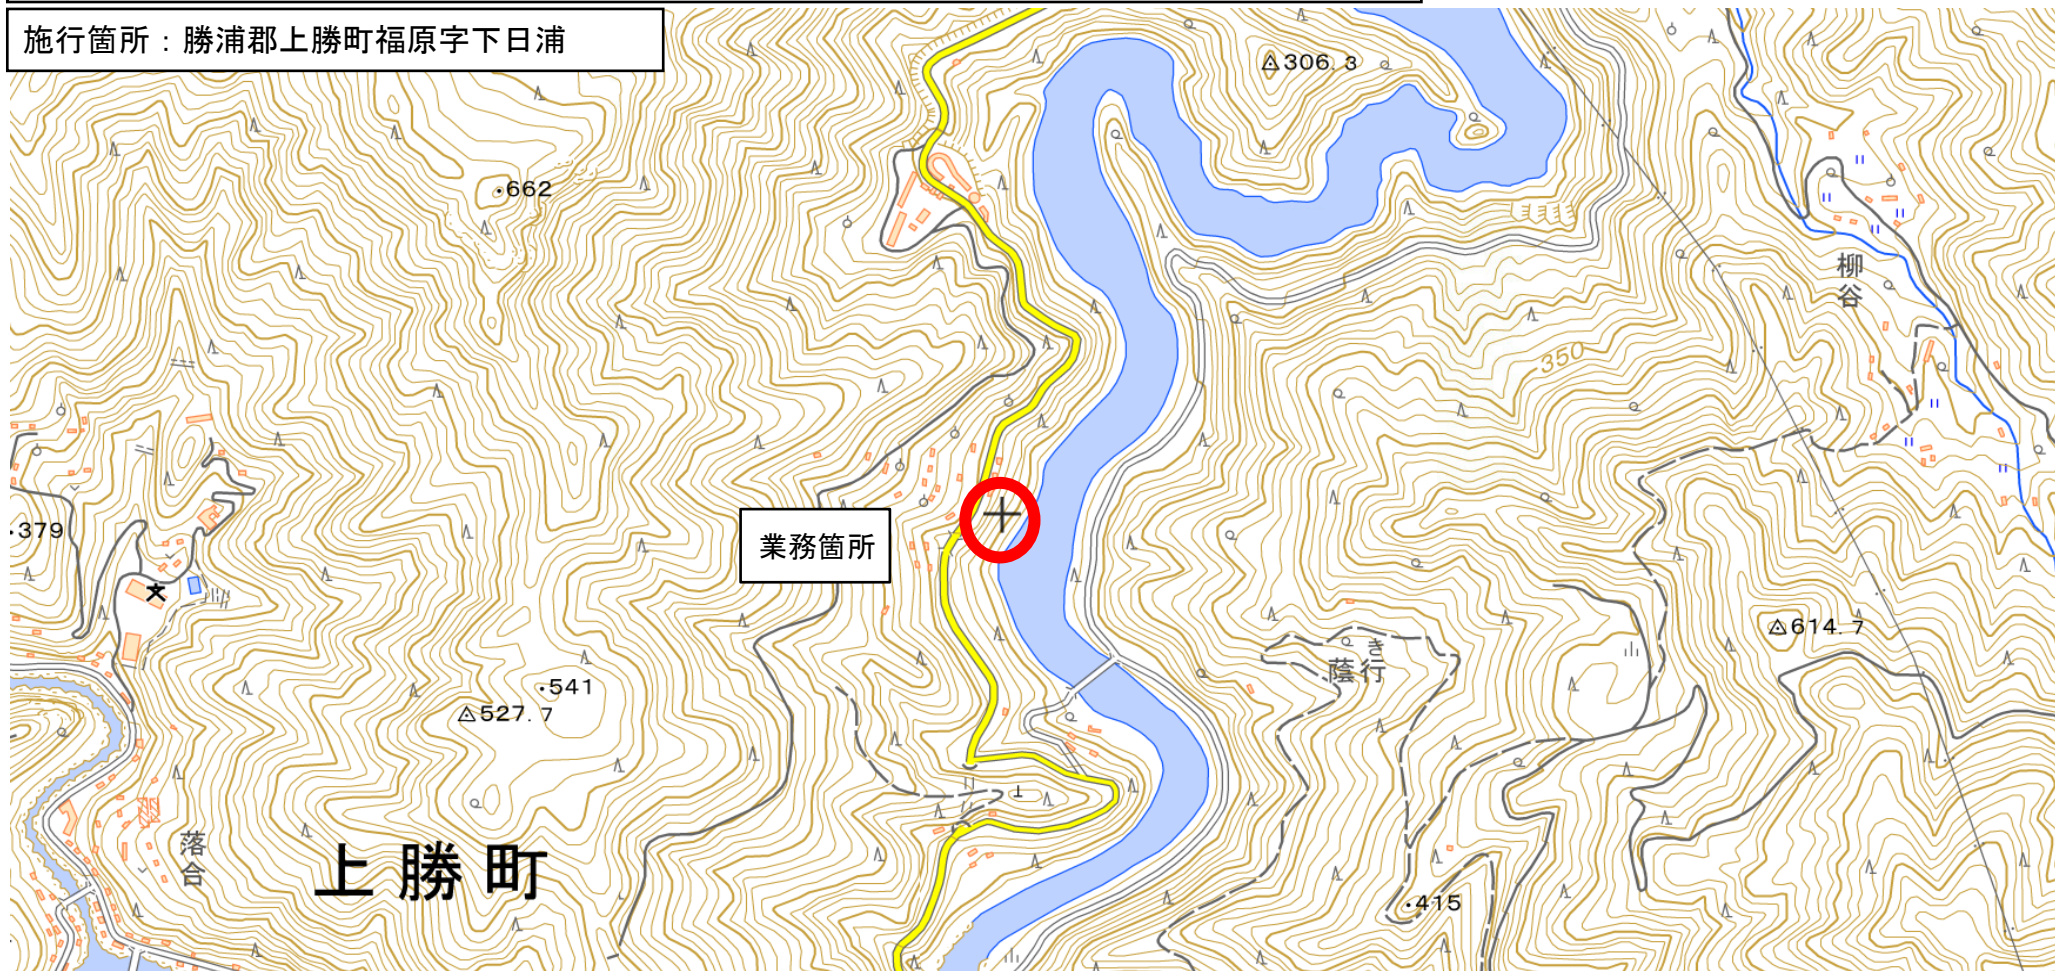 施行箇所：勝浦郡上勝町福原字下日浦
306.3
662
柳谷
350
379
業務箇所
614.7
き
蔭行
541
527.7
落合
上勝町
415